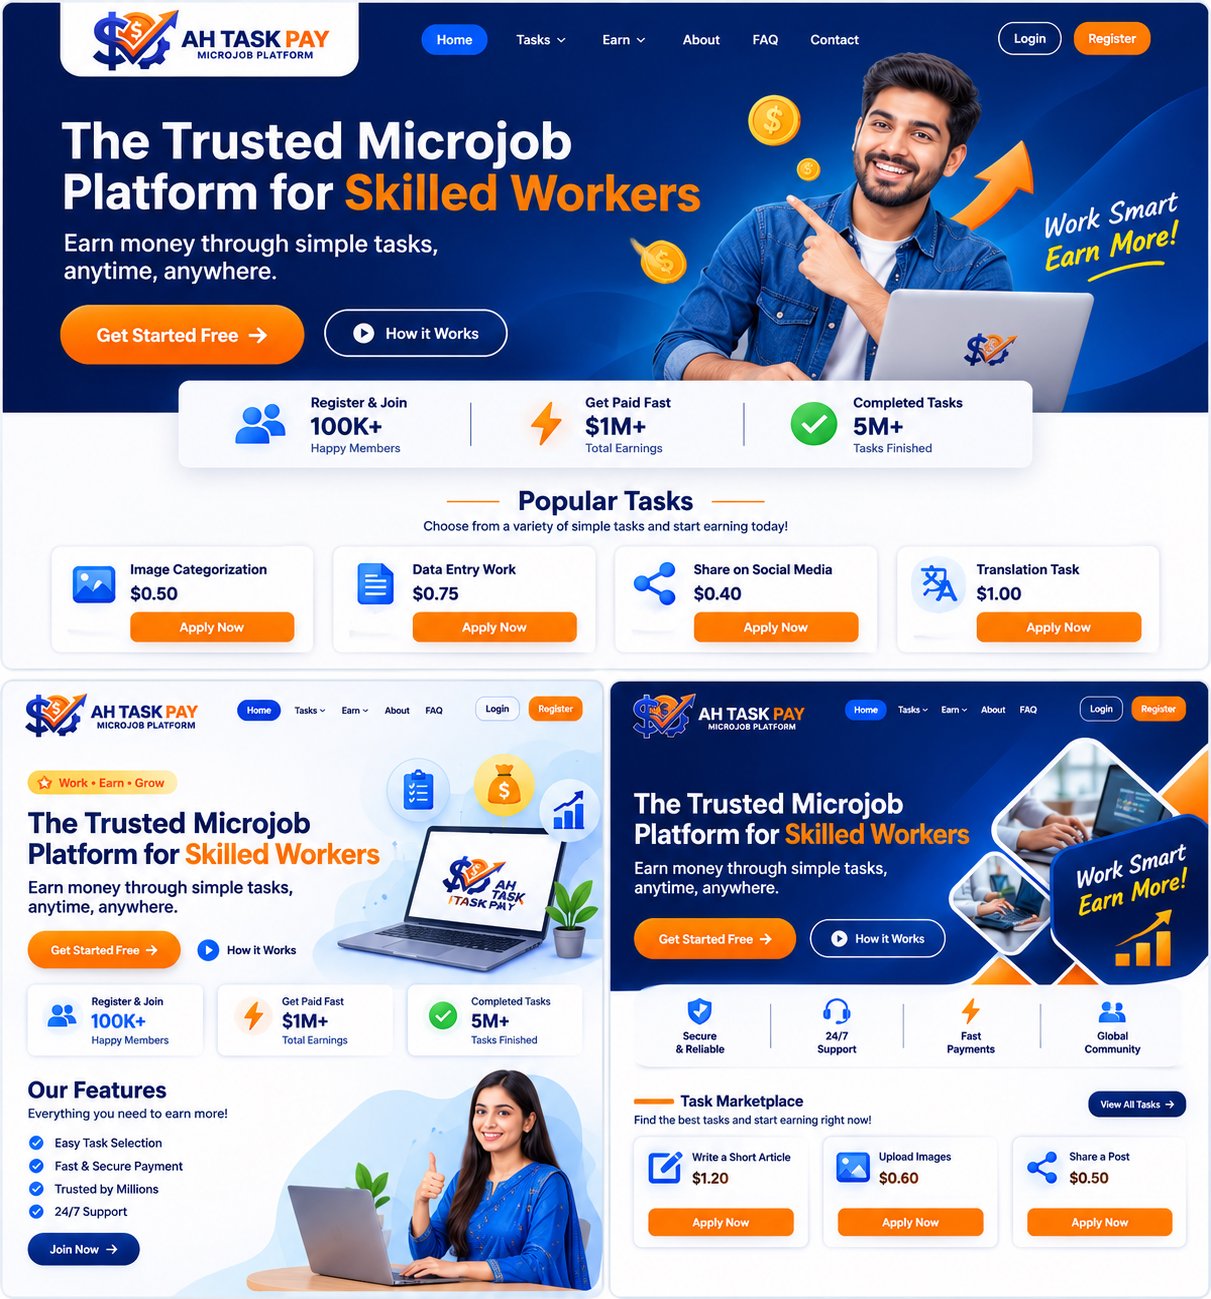 AH TASK PAY
MICROJOB PLATFORM
Home
Tasks
Earn
About
FAQ
Contact
Login
Register
The Trusted Microjob
Platform for Skilled Workers
Earn money through simple tasks,
anytime, anywhere.
Get Started Free
How it Works
Work Smart
Earn More!
Register & Join
100K+
Happy Members
Get Paid Fast
$1M+
Total Earnings
Completed Tasks
5M+
Tasks Finished
Popular Tasks
Choose from a variety of simple tasks and start earning today!
Image Categorization
$0.50
Apply Now
Data Entry Work
$0.75
Apply Now
Share on Social Media
$0.40
Apply Now
Translation Task
$1.00
Apply Now
AH TASK PAY
MICROJOB PLATFORM
Home
Tasks
Earn
About
FAQ
Login
Register
Work • Earn • Grow
The Trusted Microjob
Platform for Skilled Workers
Earn money through simple tasks,
anytime, anywhere.
Get Started Free
How it Works
AH
TASK
Register & Join
100K+
Happy Members
Get Paid Fast
$1M+
Total Earnings
Completed Tasks
5M+
Tasks Finished
Our Features
Everything you need to earn more!
Easy Task Selection
Fast & Secure Payment
Trusted by Millions
24/7 Support
Join Now
AH TASK PAY
MICROJOB PLATFORM
Home
Tasks
Earn
About
FAQ
Login
Register
The Trusted Microjob
Platform for Skilled Workers
Earn money through simple tasks,
anytime, anywhere.
Get Started Free
How it Works
Work Smart
Earn More!
Secure
& Reliable
24/7
Support
Fast
Payments
Global
Community
Task Marketplace
Find the best tasks and start earning right now!
View All Tasks
Write a Short Article
$1.20
Apply Now
Upload Images
$0.60
Apply Now
Share a Post
$0.50
Apply Now